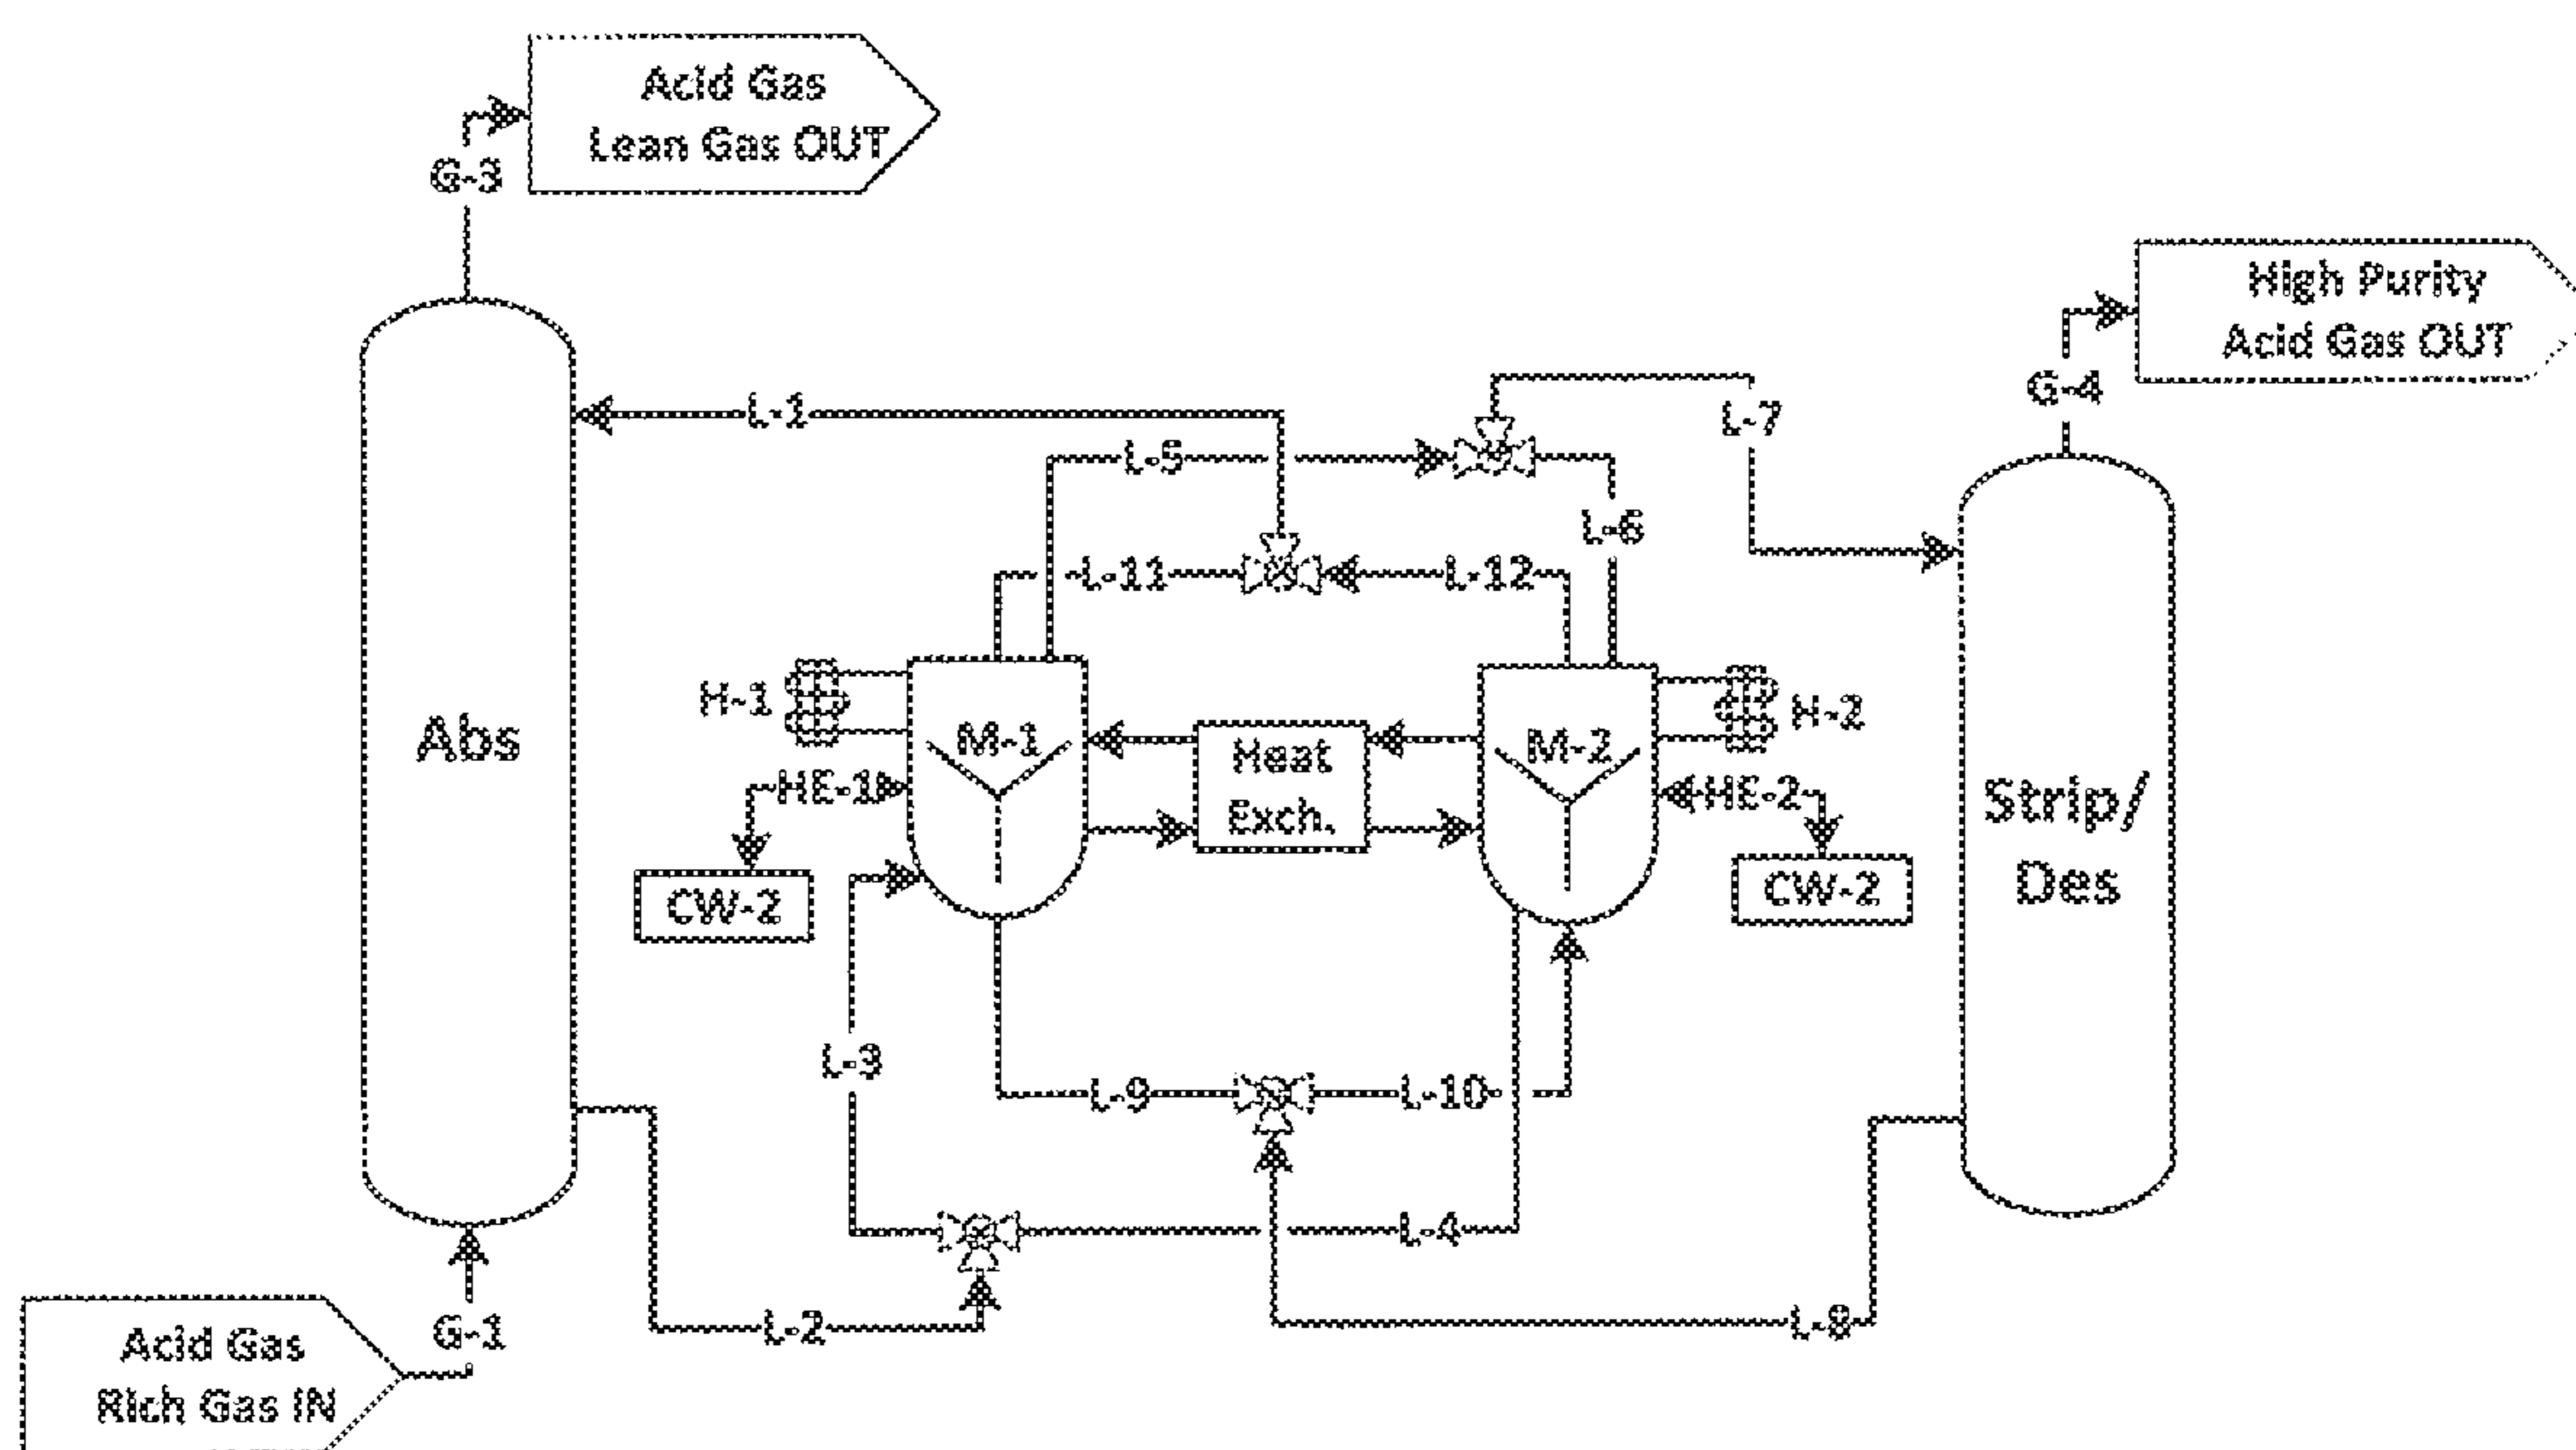 Acid Gas
Lean Gas OUT
G-3
High Purity
Acid Gas OUT
G-4
L-1
L-5
L-7
L-6
L-11
L-12
H-1
M-1
Heat
Exch.
M-2
H-2
Abs
HE-1
HE-2
Strip/
Des
CW-2
CW-2
L-3
L-9
L-10
L-4
G-1
L-2
L-8
Acid Gas
Rich Gas IN